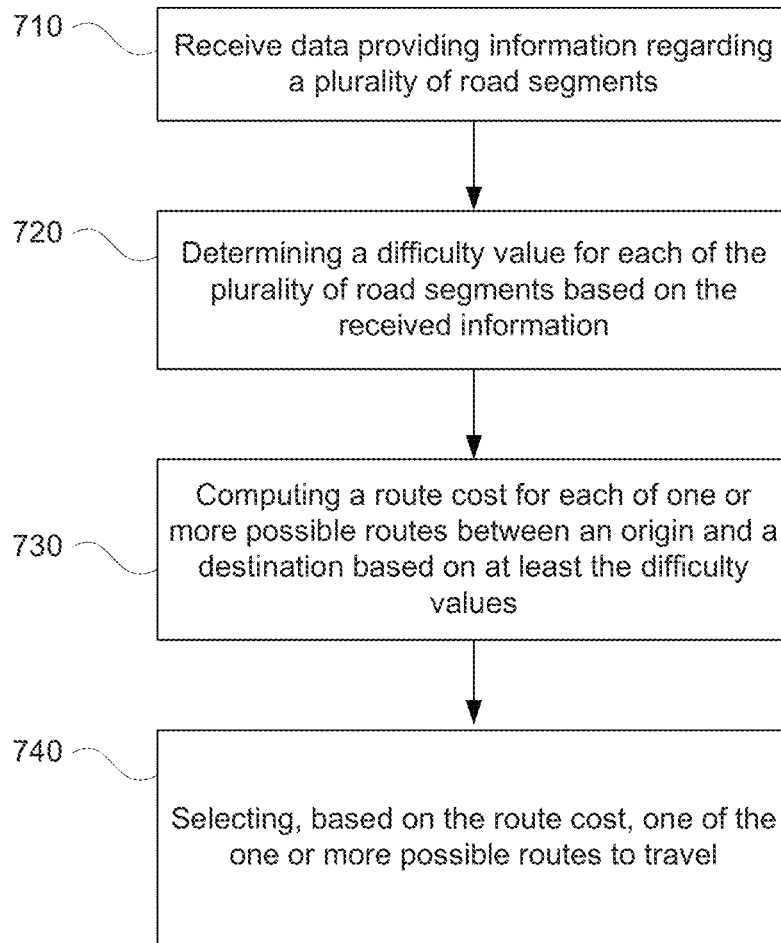 710
Receive data providing information regarding
a plurality of road segments
720
Determining a difficulty value for each of the
plurality of road segments based on the
received information
730
Computing a route cost for each of one or
more possible routes between an origin and a
destination based on at least the difficulty
values
740
Selecting, based on the route cost, one of the
one or more possible routes to travel